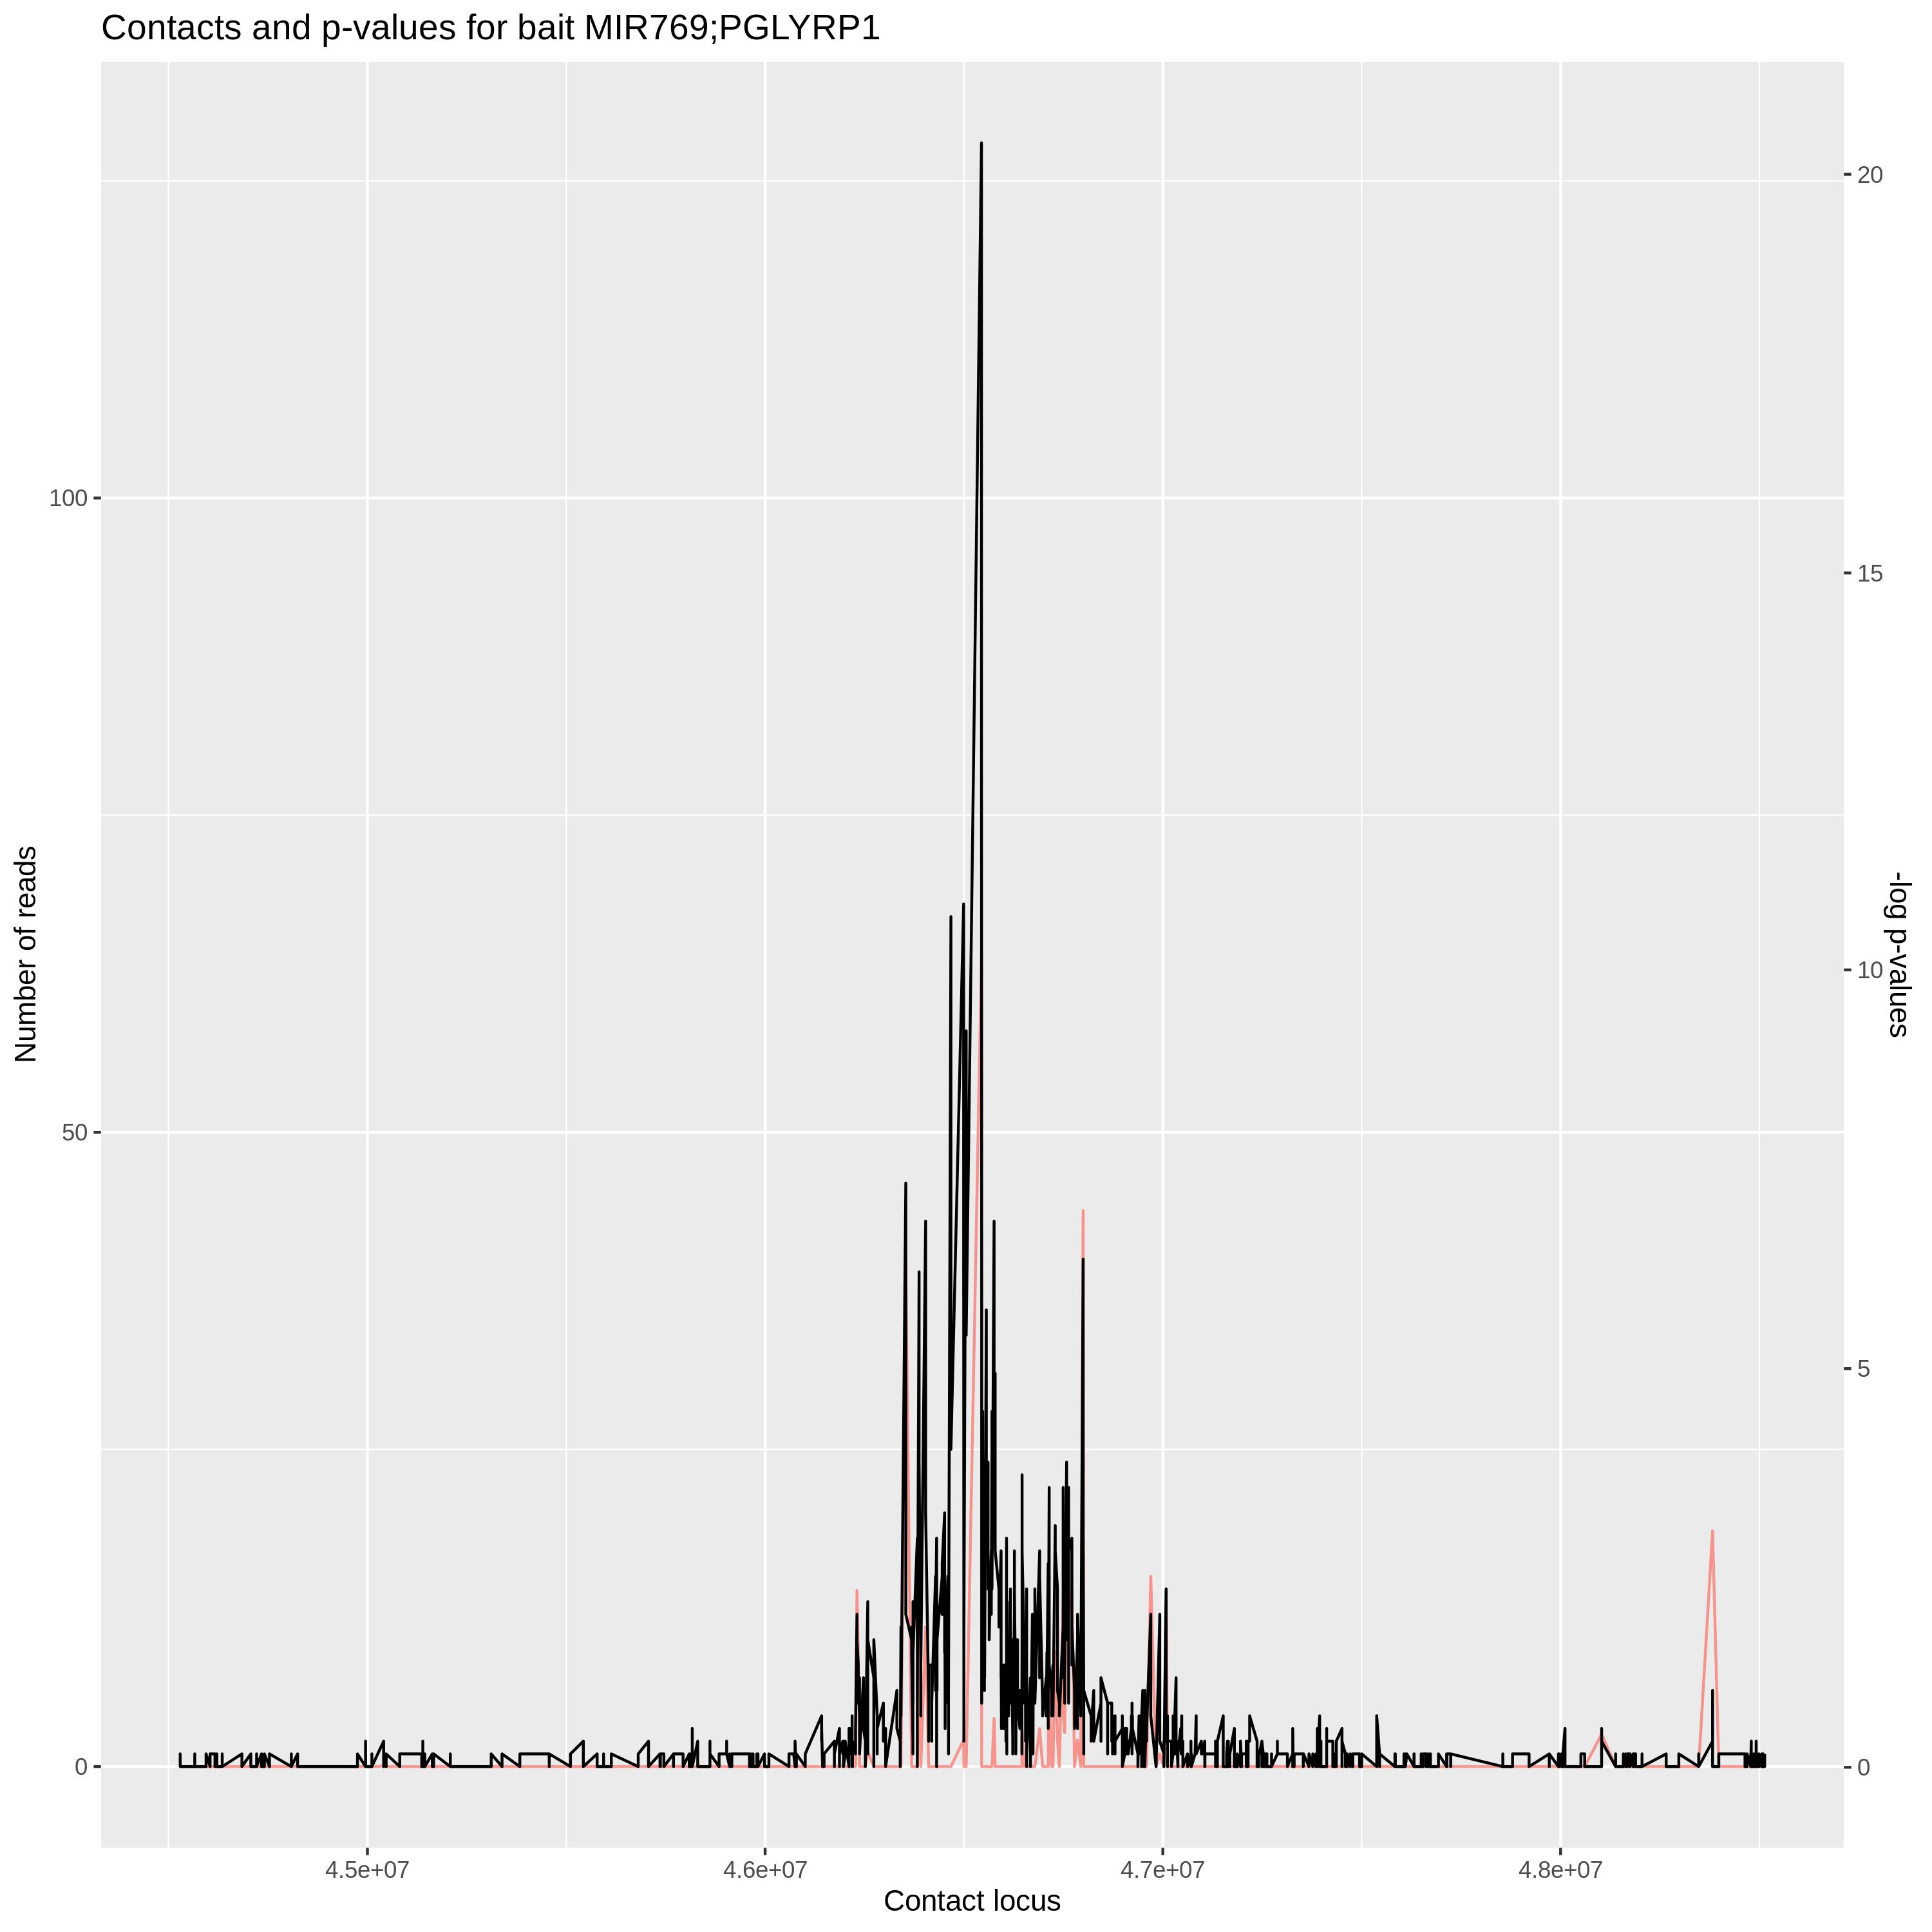 Contacts and p-values for bait MIR769;PGLYRP1
Number of reads
100
50
0
20
15
10
5
0
-log p-values
4.5e+07
4.6e+07
4.7e+07
4.8e+07
Contact locus